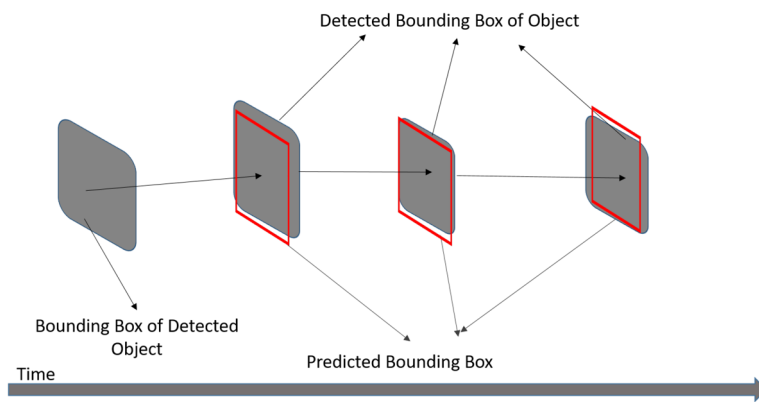 Detected Bounding Box of Object
Bounding Box of Detected
Object
Predicted Bounding Box
Time